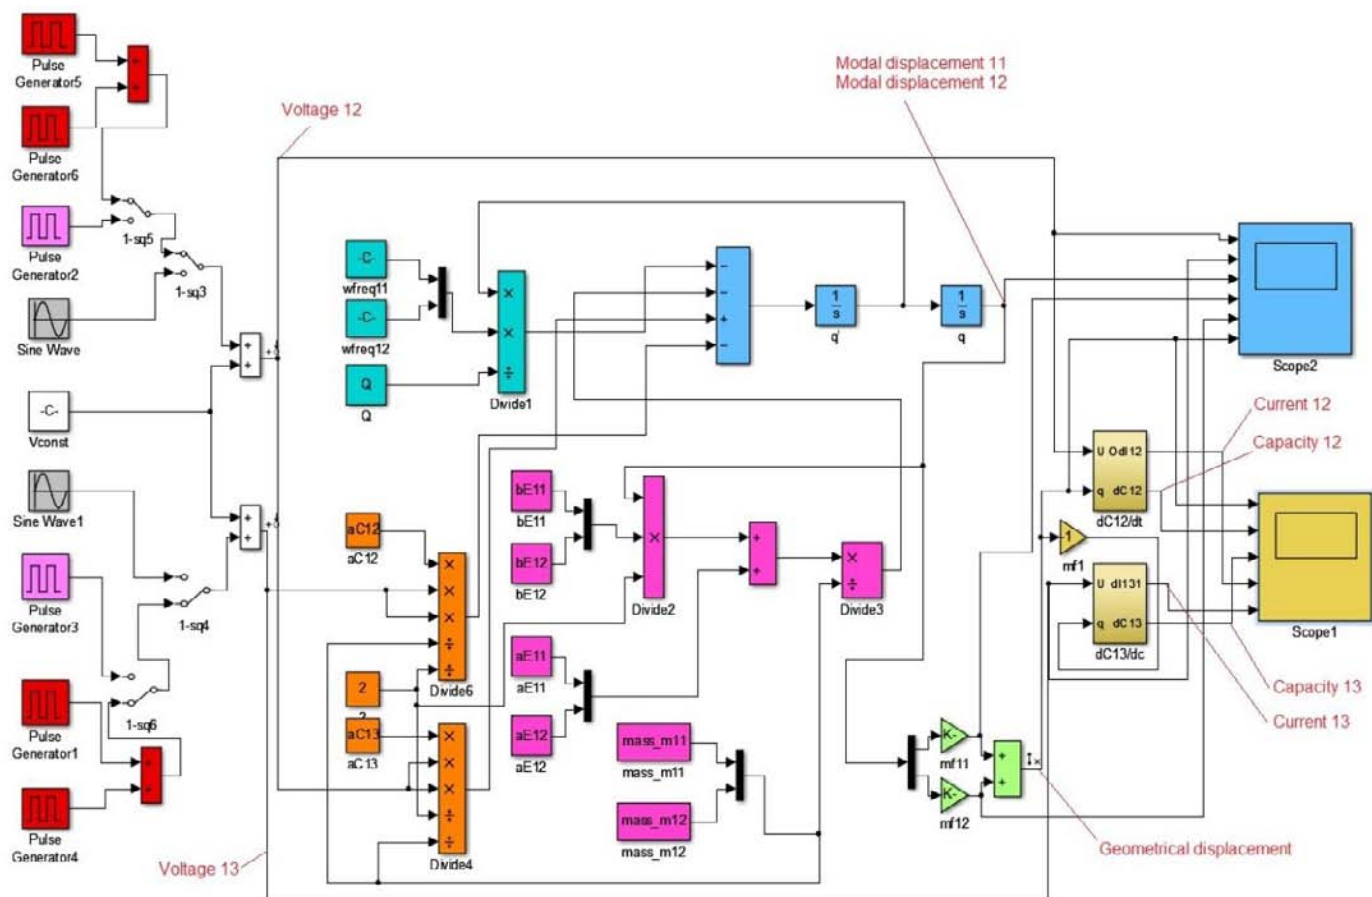 Pulse
Generator5
Pulse
Generator6
Pulse
Generator2
Sine Wave
-C-
Vconst
Sine Wave1
Pulse
Generator3
Pulse
Generator1
Pulse
Generator4
1-sq5
1-sq3
1-sq4
1-sq6
Voltage 12
Voltage 13
Modal displacement 11
Modal displacement 12
-C-
wfreq11
-C-
wfreq12
Q
Q
×
×
÷
Divide1
−
−
+
−
1
s
q'
1
s
q
bE11
bE11
bE12
bE12
×
Divide2
+
+
×
÷
Divide3
aC12
aC12
×
×
×
÷
÷
Divide6
2
aC13
aC13
×
×
×
÷
÷
Divide4
aE11
aE11
aE12
aE12
mass_m11
mass_m11
mass_m12
mass_m12
K-
mf11
K-
mf12
+
+
Geometrical displacement
U OdI12
q dC12
dC12/dt
-1
mf1
U dI131
q dC13
dC13/dc
Scope2
Current 12
Capacity 12
Scope1
Capacity 13
Current 13